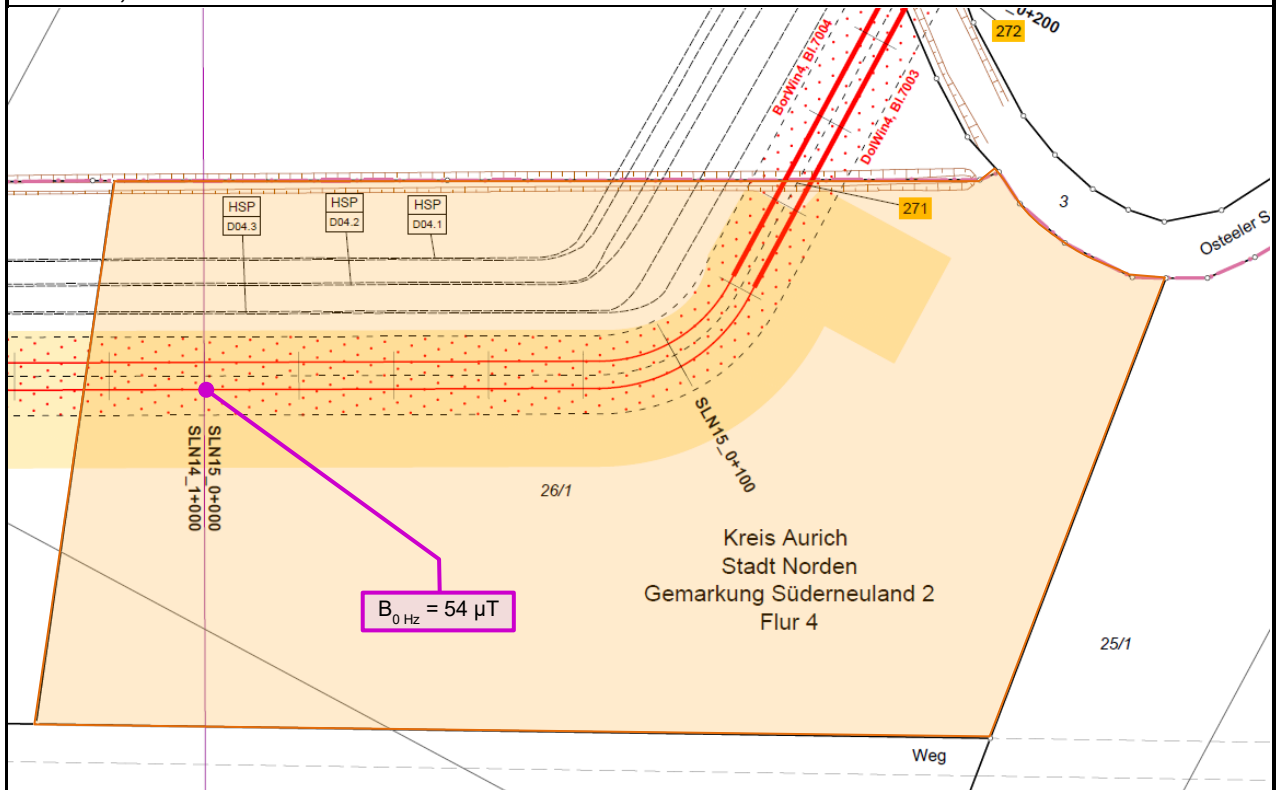 _0+200
272
BorWin4, Bl.7004
DolWin4, Bl.7003
271
3
Osteeler S
HSP
D04.3
HSP
D04.2
HSP
D04.1
SLN15_0+000
SLN14_1+000
SLN15_0+100
26/1
Kreis Aurich
Stadt Norden
Gemarkung Süderneuland 2
Flur 4
B0 Hz = 54 µT
25/1
Weg